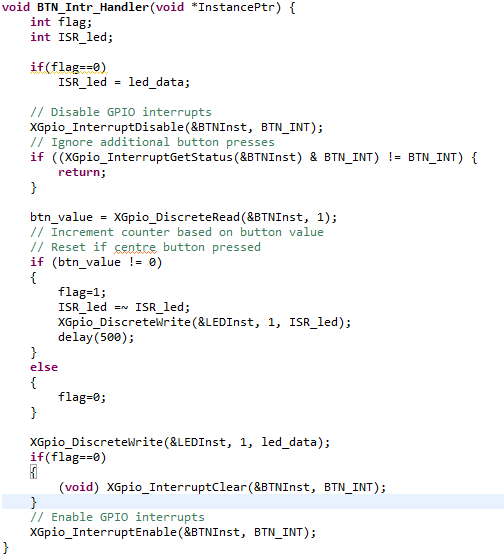 void BTN_Intr_Handler(void *InstancePtr) {
    int flag;
    int ISR_led;

    if(flag==0)
        ISR_led = led_data;

    // Disable GPIO interrupts
    XGpio_InterruptDisable(&BTNInst, BTN_INT);
    // Ignore additional button presses
    if ((XGpio_InterruptGetStatus(&BTNInst) & BTN_INT) != BTN_INT) {
        return;
    }

    btn_value = XGpio_DiscreteRead(&BTNInst, 1);
    // Increment counter based on button value
    // Reset if centre button pressed
    if (btn_value != 0)
    {
        flag=1;
        ISR_led =~ ISR_led;
        XGpio_DiscreteWrite(&LEDInst, 1, ISR_led);
        delay(500);
    }
    else
    {
        flag=0;
    }

    XGpio_DiscreteWrite(&LEDInst, 1, led_data);
    if(flag==0)
    {
        (void) XGpio_InterruptClear(&BTNInst, BTN_INT);
    }
    // Enable GPIO interrupts
    XGpio_InterruptEnable(&BTNInst, BTN_INT);
}